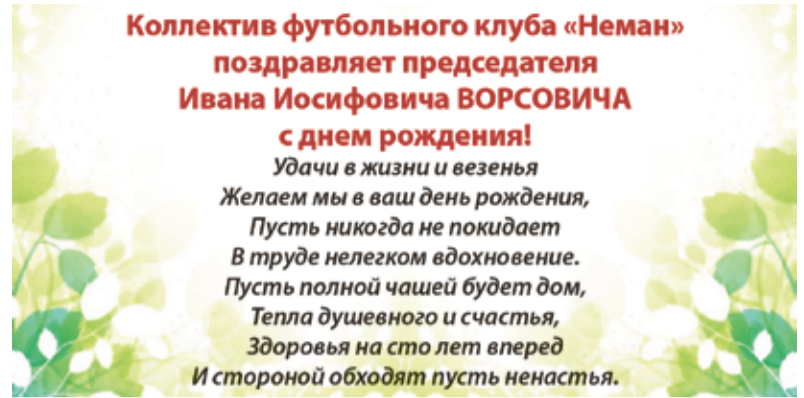 Коллектив футбольного клуба «Неман»
поздравляет председателя
Ивана Иосифовича ВОРСОВИЧА
с днем рождения!
Удачи в жизни и везенья
Желаем мы в ваш день рождения,
Пусть никогда не покидает
В труде нелегком вдохновение.
Пусть полной чашей будет дом,
Тепла душевного и счастья,
Здоровья на сто лет вперед
И стороной обходят пусть ненастья.